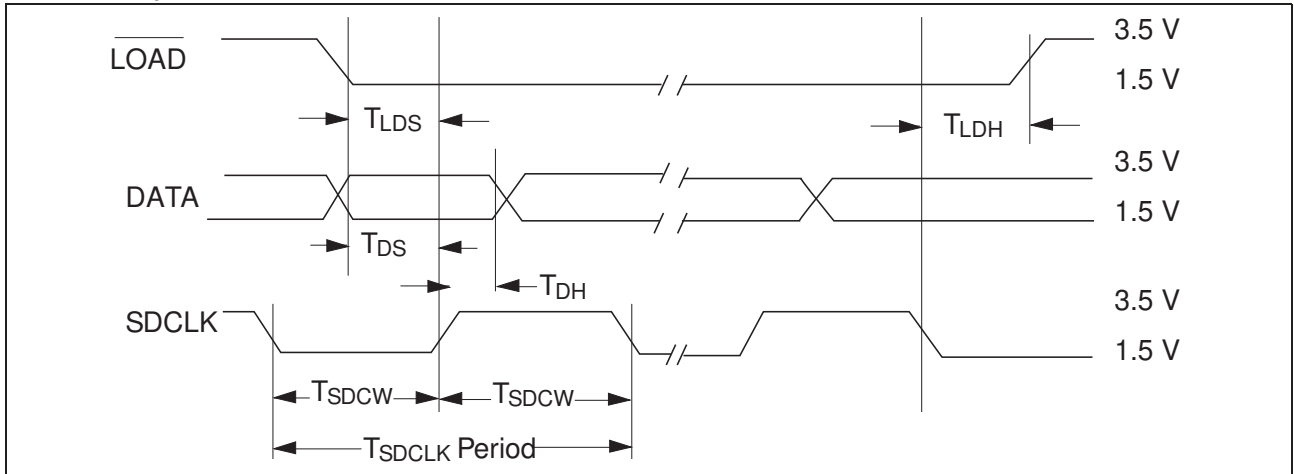 LOAD
3.5 V
1.5 V
TLDS
TLDH
DATA
3.5 V
1.5 V
TDS
TDH
SDCLK
3.5 V
1.5 V
TSDCW
TSDCW
TSDCLK Period